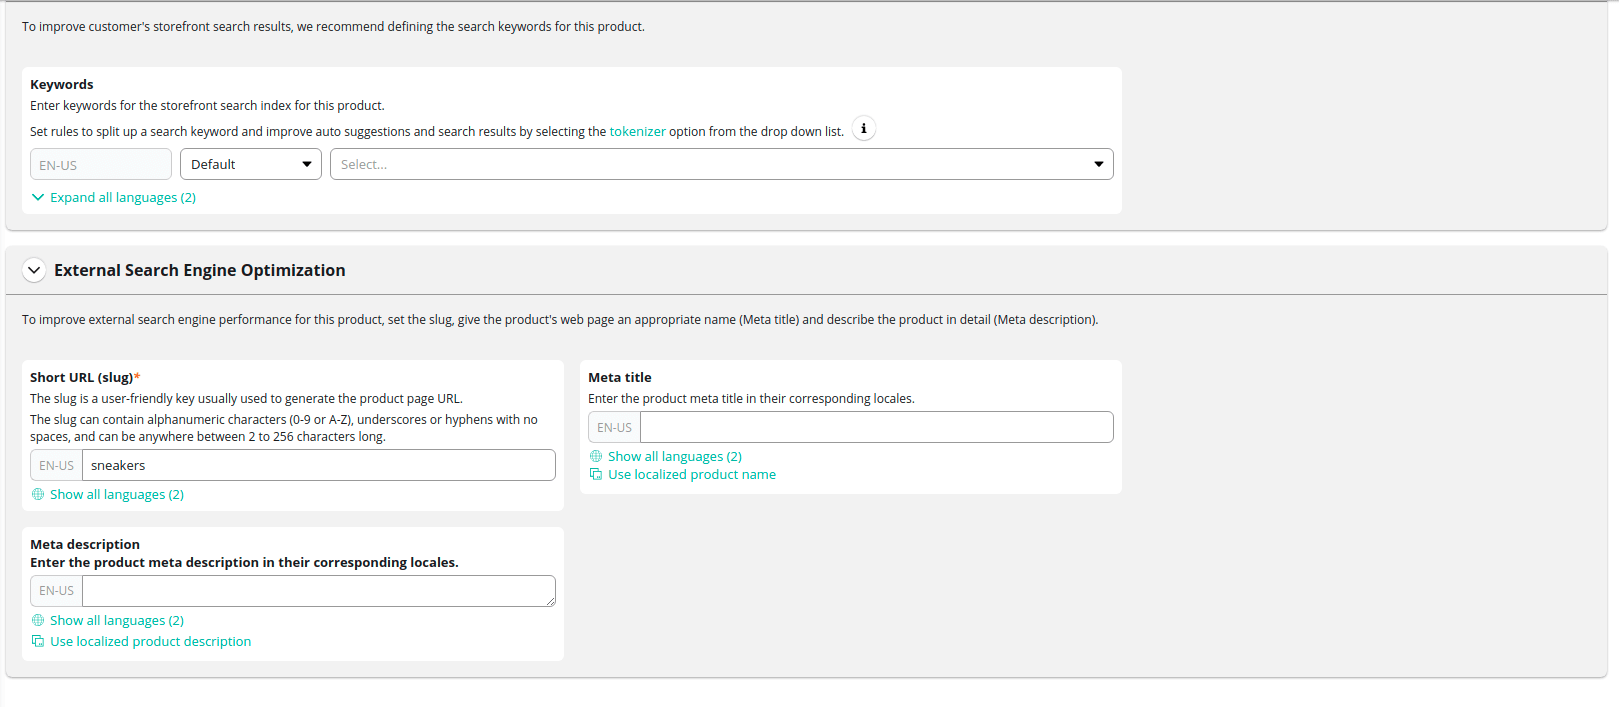 To improve customer's storefront search results, we recommend defining the search keywords for this product.
Keywords
Enter keywords for the storefront search index for this product.
Set rules to split up a search keyword and improve auto suggestions and search results by selecting the tokenizer option from the drop down list. i
EN-US Default Select...
Expand all languages (2)
External Search Engine Optimization
To improve external search engine performance for this product, set the slug, give the product's web page an appropriate name (Meta title) and describe the product in detail (Meta description).
Short URL (slug)*
The slug is a user-friendly key usually used to generate the product page URL.
The slug can contain alphanumeric characters (0-9 or A-Z), underscores or hyphens with no
spaces, and can be anywhere between 2 to 256 characters long.
EN-US sneakers
Show all languages (2)
Meta title
Enter the product meta title in their corresponding locales.
EN-US
Show all languages (2)
Use localized product name
Meta description
Enter the product meta description in their corresponding locales.
EN-US
Show all languages (2)
Use localized product description